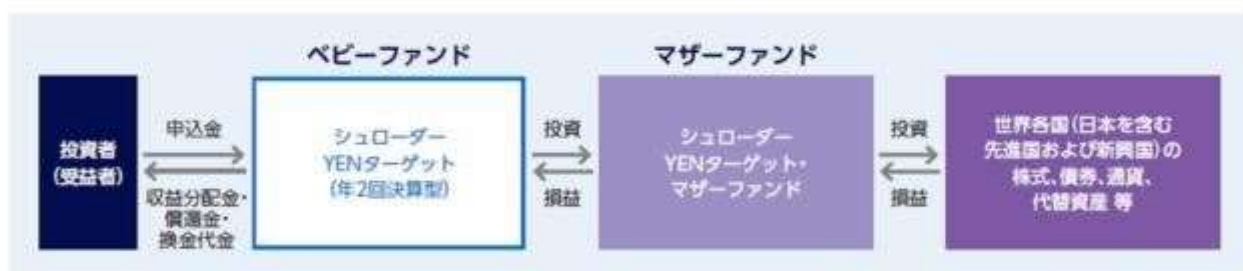 ベビーファンド
マザーファンド
投資者
(受益者)
申込金
収益分配金・
償還金・
換金代金
シュローダー
YENターゲット
(年2回決算型)
投資
損益
シュローダー
YENターゲット・
マザーファンド
投資
損益
世界各国(日本を含む
先進国および新興国)の
株式、債券、通貨、
代替資産 等